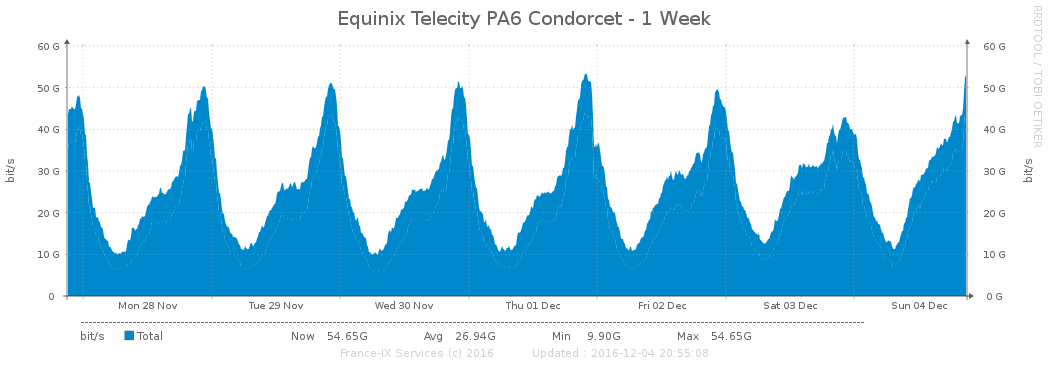 Equinix Telecity PA6 Condorcet - 1 Week
RRDTOOL / TOBI OETIKER
60 G 60 G
50 G 50 G
40 G 40 G
30 G 30 G
20 G 20 G
10 G 10 G
0 0 G
bit/s
bit/s
Mon 28 Nov Tue 29 Nov Wed 30 Nov Thu 01 Dec Fri 02 Dec Sat 03 Dec Sun 04 Dec
bit/s Total Now 54.65G Avg 26.94G Min 9.90G Max 54.65G
France-IX Services (c) 2016 Updated : 2016-12-04 20:55:08